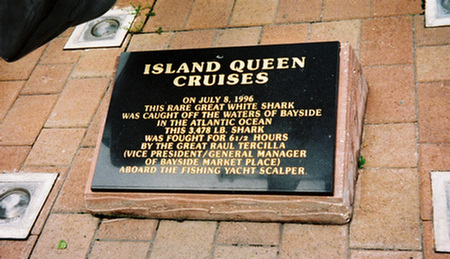 ISLAND QUEEN
CRUISES
ON JULY 8, 1996
THIS RARE GREAT WHITE SHARK
WAS CAUGHT OFF THE WATERS OF BAYSIDE
IN THE ATLANTIC OCEAN
THIS 3,478 LB. SHARK
WAS FOUGHT FOR 61/2 HOURS
BY THE GREAT RAUL TERCILLA
(VICE PRESIDENT/GENERAL MANAGER
OF BAYSIDE MARKET PLACE)
ABOARD THE FISHING YACHT SCALPER.